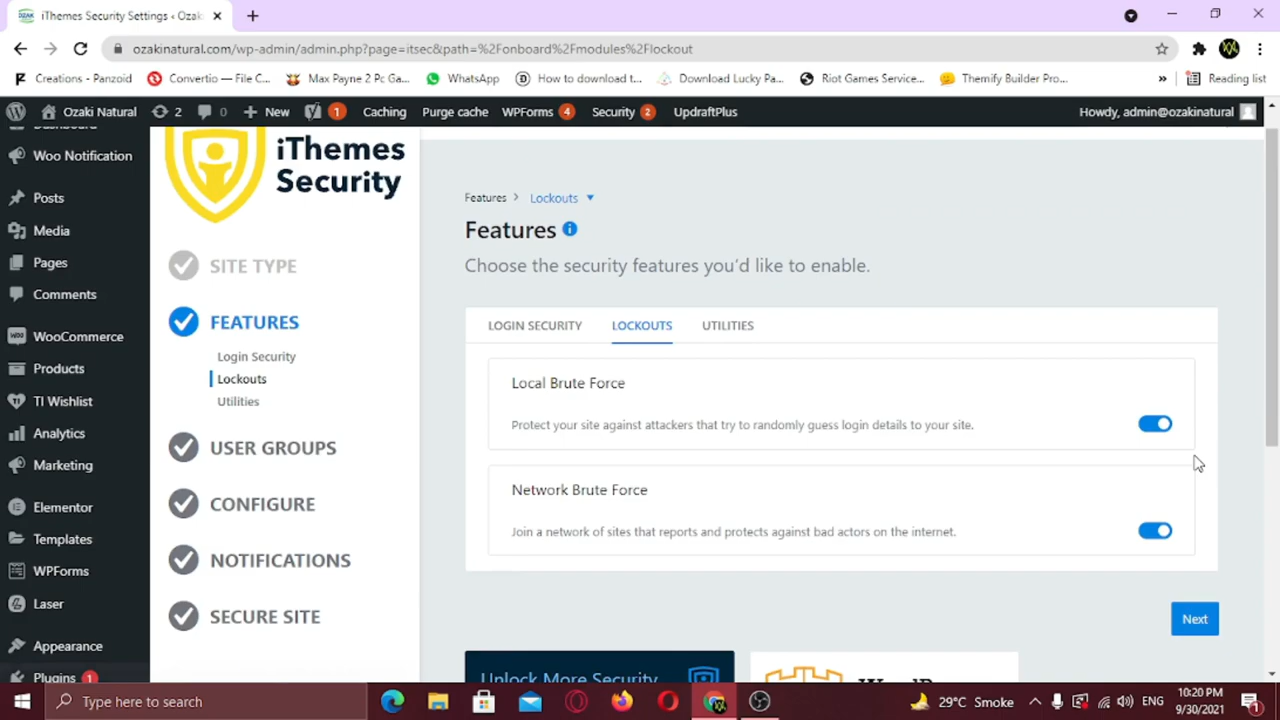 iThemes Security Settings ‹ Ozak
ozakinatural.com/wp-admin/admin.php?page=itsec&path=%2Fonboard%2Fmodules%2Flockout
Creations - Panzoid
Convertio — File C...
Max Payne 2 Pc Ga...
WhatsApp
How to download t...
Download Lucky Pa...
Riot Games Service...
Themify Builder Pro...
»
Reading list
Ozaki Natural
2
0
New
1
Caching
Purge cache
WPForms 4
Security 2
UpdraftPlus
Howdy, admin@ozakinatural
Dashboard
Woo Notification
Posts
Media
Pages
Comments
WooCommerce
Products
TI Wishlist
Analytics
Marketing
Elementor
Templates
WPForms
Laser
Appearance
Plugins 1
iThemes
Security
SITE TYPE
FEATURES
Login Security
Lockouts
Utilities
USER GROUPS
CONFIGURE
NOTIFICATIONS
SECURE SITE
Features > Lockouts
Features
Choose the security features you'd like to enable.
LOGIN SECURITY
LOCKOUTS
UTILITIES
Local Brute Force
Protect your site against attackers that try to randomly guess login details to your site.
Network Brute Force
Join a network of sites that reports and protects against bad actors on the internet.
Next
Unlock More Security
Type here to search
29°C Smoke
ENG
10:20 PM
9/30/2021
1